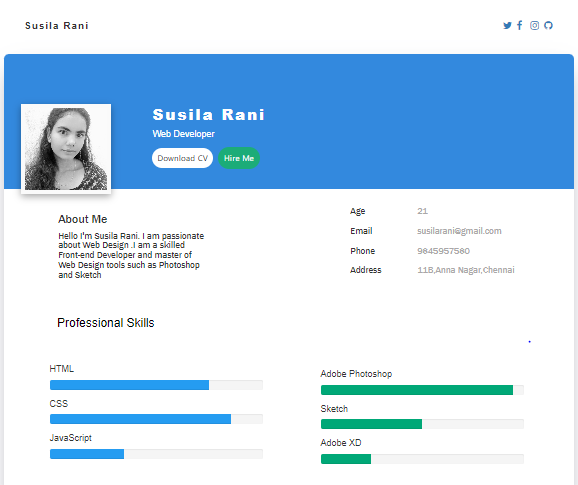 Susila Rani
Susila Rani
Web Developer
Download CV
Hire Me
About Me
Hello I'm Susila Rani. I am passionate
about Web Design .I am a skilled
Front-end Developer and master of
Web Design tools such as Photoshop
and Sketch
Age 21
Email susilarani@gmail.com
Phone 9845957580
Address 11B,Anna Nagar,Chennai
Professional Skills
HTML
CSS
JavaScript
Adobe Photoshop
Sketch
Adobe XD